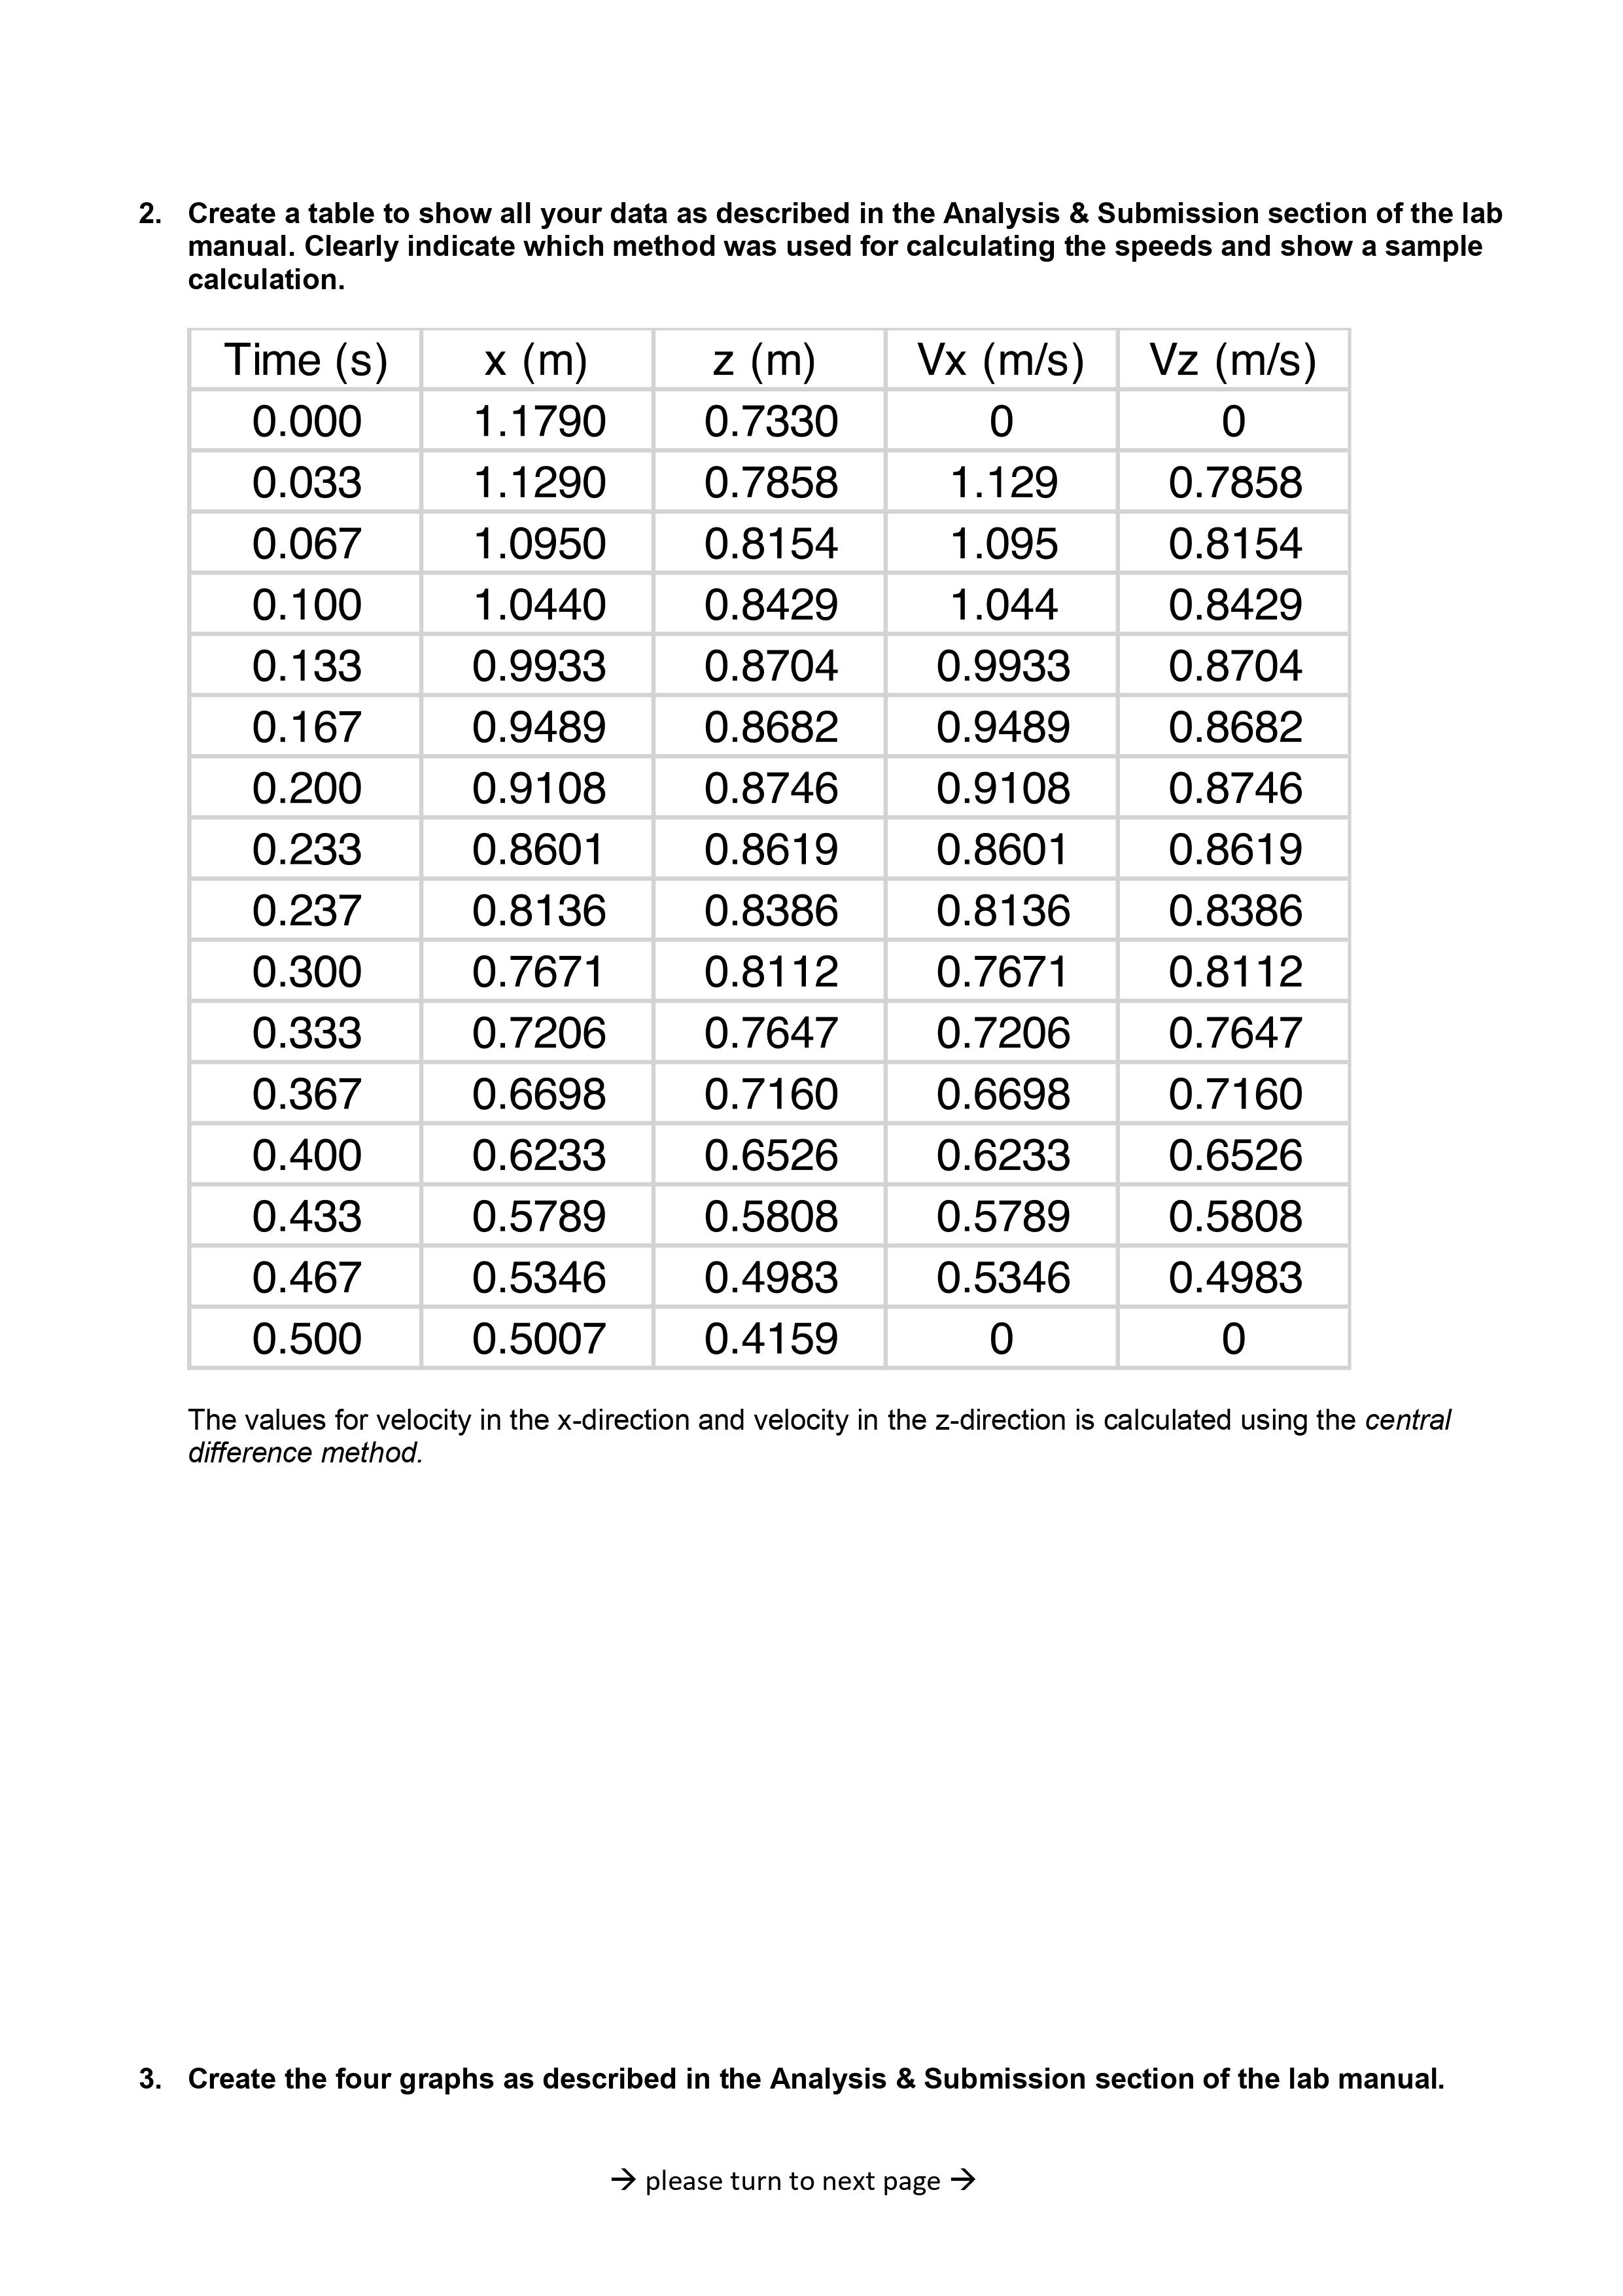 2. Create a table to show all your data as described in the Analysis & Submission section of the lab
manual. Clearly indicate which method was used for calculating the speeds and show a sample
calculation.
Time (s) x (m) z (m) Vx (m/s) Vz (m/s)
0.000 1.1790 0.7330 0 0
0.033 1.1290 0.7858 1.129 0.7858
0.067 1.0950 0.8154 1.095 0.8154
0.100 1.0440 0.8429 1.044 0.8429
0.133 0.9933 0.8704 0.9933 0.8704
0.167 0.9489 0.8682 0.9489 0.8682
0.200 0.9108 0.8746 0.9108 0.8746
0.233 0.8601 0.8619 0.8601 0.8619
0.237 0.8136 0.8386 0.8136 0.8386
0.300 0.7671 0.8112 0.7671 0.8112
0.333 0.7206 0.7647 0.7206 0.7647
0.367 0.6698 0.7160 0.6698 0.7160
0.400 0.6233 0.6526 0.6233 0.6526
0.433 0.5789 0.5808 0.5789 0.5808
0.467 0.5346 0.4983 0.5346 0.4983
0.500 0.5007 0.4159 0 0
The values for velocity in the x-direction and velocity in the z-direction is calculated using the central
difference method.
3. Create the four graphs as described in the Analysis & Submission section of the lab manual.
→ please turn to next page →